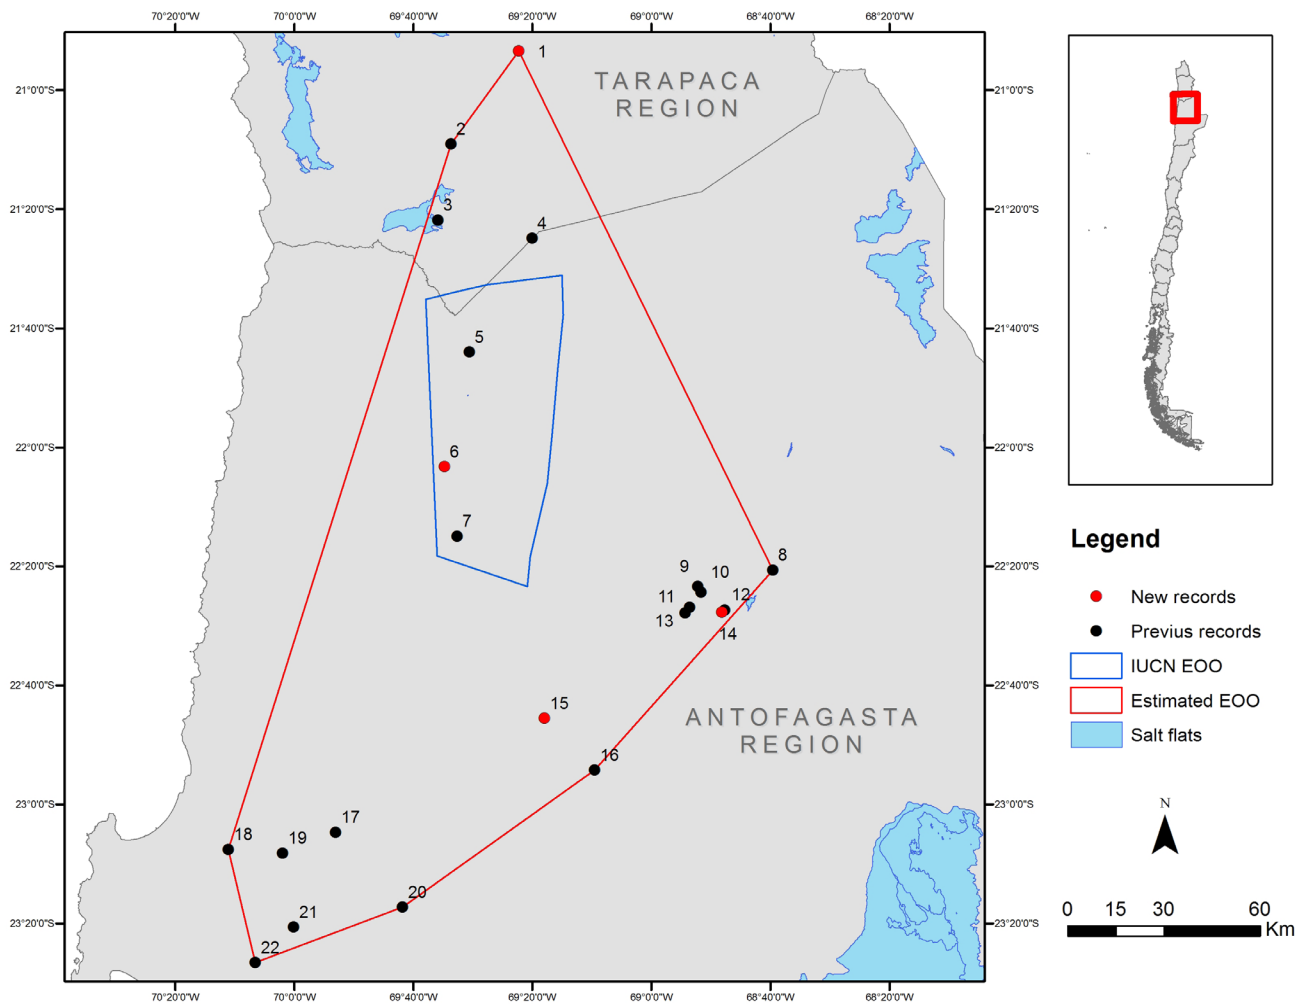 70°20'0"W 70°0'0"W 69°40'0"W 69°20'0"W 69°0'0"W 68°40'0"W 68°20'0"W
1
TARAPACA
REGION
21°0'0"S 21°0'0"S
2
3
21°20'0"S 21°20'0"S
4
21°40'0"S 21°40'0"S
5
22°0'0"S 22°0'0"S
6
7
8
22°20'0"S 22°20'0"S
9 10
11 12
13 14
22°40'0"S 22°40'0"S
15
ANTOFAGASTA
REGION
16
23°0'0"S 23°0'0"S
17
18 19
20
21
23°20'0"S 23°20'0"S
22
70°20'0"W 70°0'0"W 69°40'0"W 69°20'0"W 69°0'0"W 68°40'0"W 68°20'0"W
Legend
New records
Previus records
IUCN EOO
Estimated EOO
Salt flats
N
0 15 30 60
Km